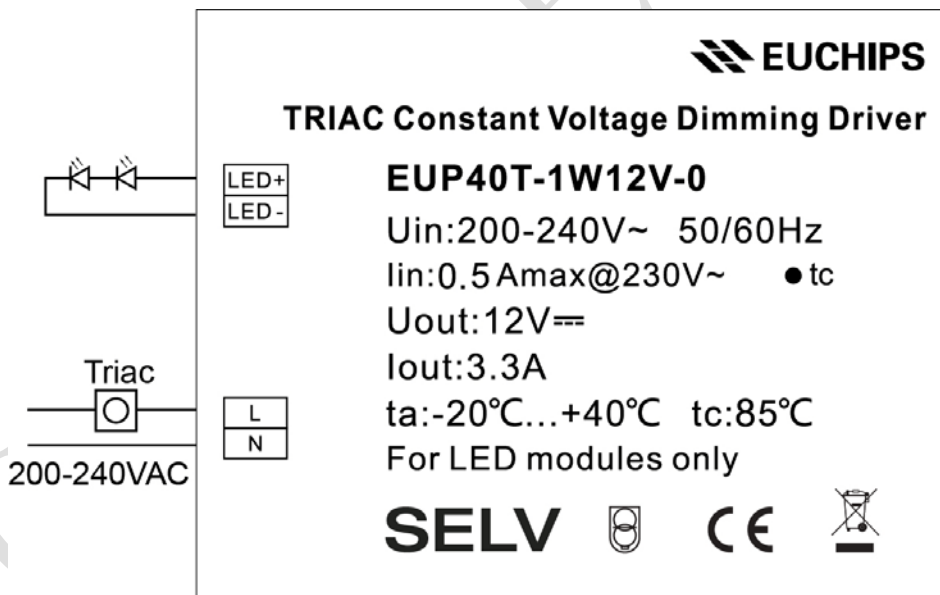 EUCHIPS
TRIAC Constant Voltage Dimming Driver
LED+
LED-
EUP40T-1W12V-0
Uin:200-240V~ 50/60Hz
Iin:0.5Amax@230V~ ●tc
Uout:12V⎓
Iout:3.3A
Triac
L
N
200-240VAC
ta:-20℃...+40℃ tc:85℃
For LED modules only
SELV CE